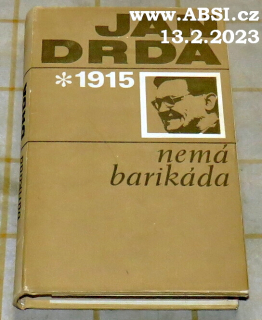 www.ABSI.cz
13.2.2023
JAN
DRDA
*1915
nemá
barikáda